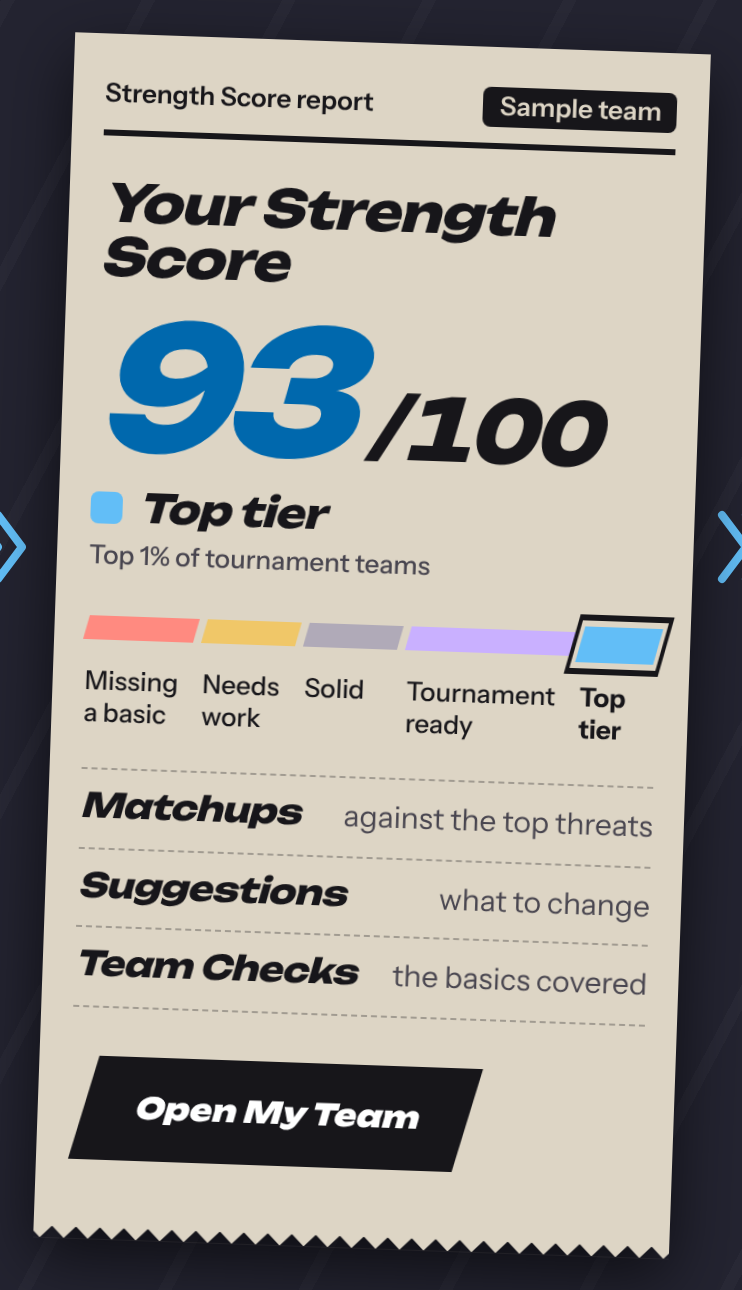 Strength Score report
Sample team
Your Strength
Score
93/100
Top tier
Top 1% of tournament teams
Missing
a basic
Needs
work
Solid
Tournament
ready
Top
tier
Matchups against the top threats
Suggestions what to change
Team Checks the basics covered
Open My Team